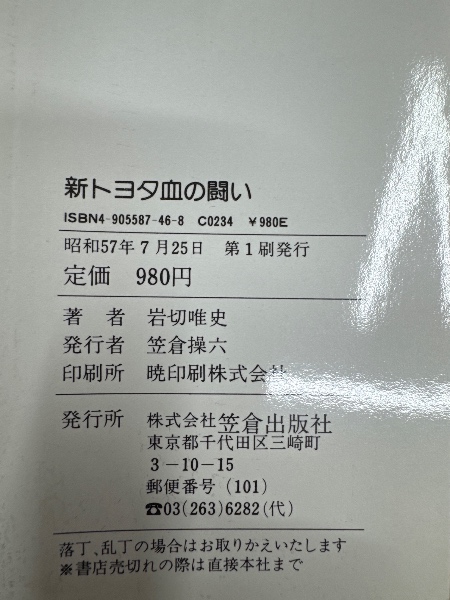 新トヨタ血の闘い
ISBN4-905587-46-8 C0234 ¥980E
昭和57年7月25日 第1刷発行
定価 980円
著者 岩切唯史
発行者 笠倉操六
印刷所 暁印刷株式会社
発行所 株式会社笠倉出版社
東京都千代田区三崎町
3-10-15
郵便番号(101)
☎03(263)6282(代)
落丁、乱丁の場合はお取りかえいたします
※書店売切れの際は直接本社まで